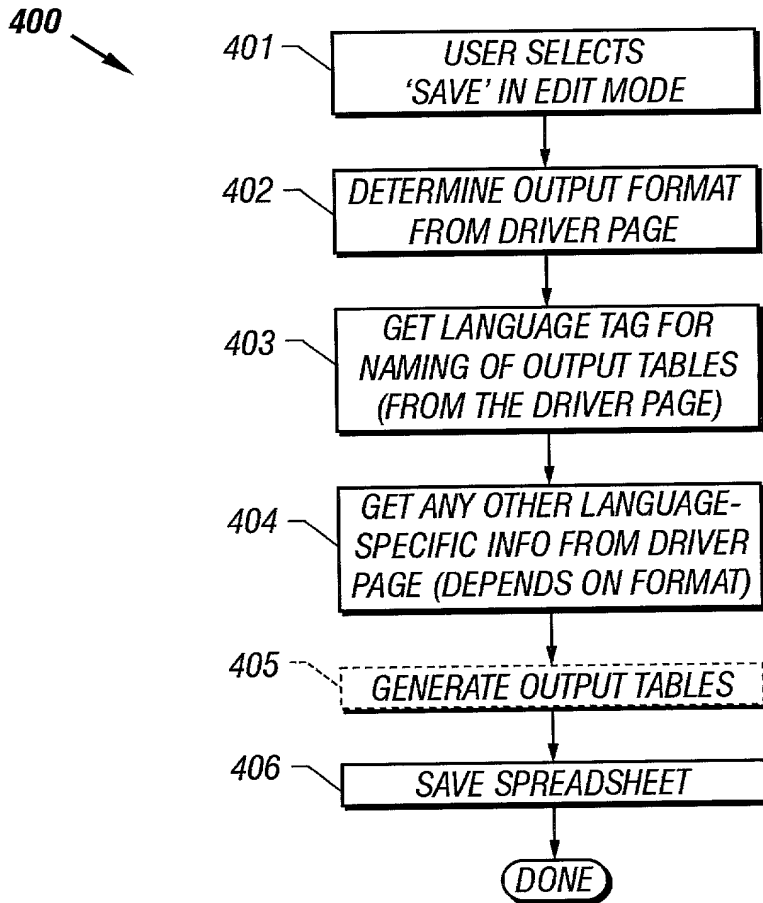 400
401
USER SELECTS
‘SAVE’ IN EDIT MODE
402
DETERMINE OUTPUT FORMAT
FROM DRIVER PAGE
403
GET LANGUAGE TAG FOR
NAMING OF OUTPUT TABLES
(FROM THE DRIVER PAGE)
404
GET ANY OTHER LANGUAGE-
SPECIFIC INFO FROM DRIVER
PAGE (DEPENDS ON FORMAT)
405
GENERATE OUTPUT TABLES
406
SAVE SPREADSHEET
DONE